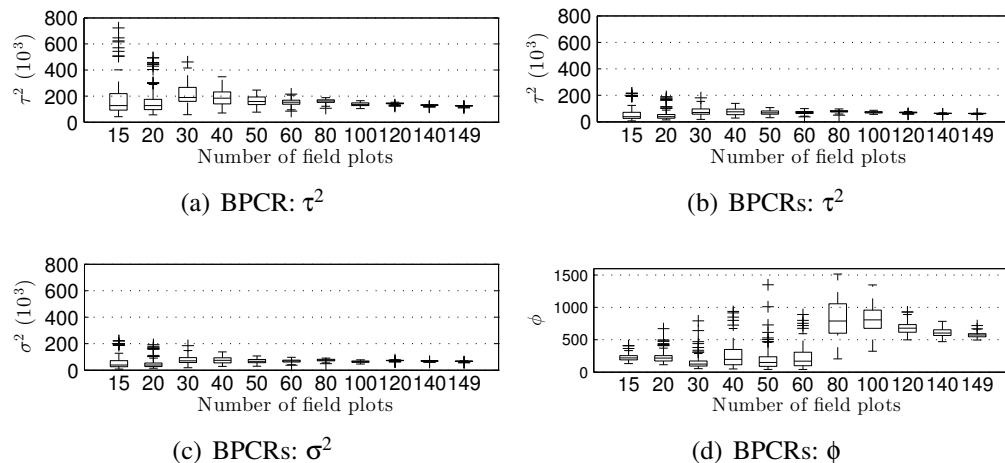 800
600
400
200
0
τ² (10³)
15 20 30 40 50 60 80 100 120 140 149
Number of field plots
(a) BPCR: τ²
800
600
400
200
0
τ² (10³)
15 20 30 40 50 60 80 100 120 140 149
Number of field plots
(b) BPCRs: τ²
800
600
400
200
0
σ² (10³)
15 20 30 40 50 60 80 100 120 140 149
Number of field plots
(c) BPCRs: σ²
1500
1000
500
0
ϕ
15 20 30 40 50 60 80 100 120 140 149
Number of field plots
(d) BPCRs: ϕ